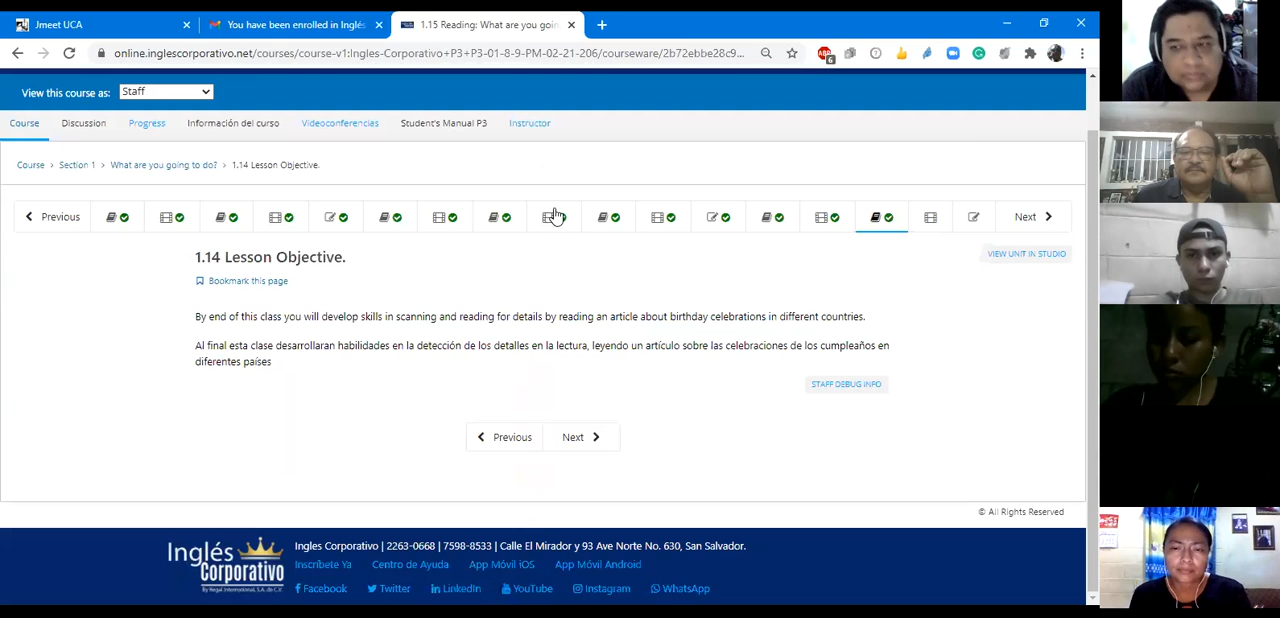 Jmeet UCA
You have been enrolled in Inglés
1.15 Reading: What are you goin
online.inglescorporativo.net/courses/course-v1:Ingles-Corporativo+P3+P3-01-8-9-PM-02-21-206/courseware/2b72ebbe28c9...
View this course as: Staff
Course Discussion Progress Información del curso Videoconferencias Student's Manual P3 Instructor
Course > Section 1 > What are you going to do? > 1.14 Lesson Objective.
Previous
Next
1.14 Lesson Objective.
VIEW UNIT IN STUDIO
Bookmark this page
By end of this class you will develop skills in scanning and reading for details by reading an article about birthday celebrations in different countries.
Al final esta clase desarrollaran habilidades en la detección de los detalles en la lectura, leyendo un artículo sobre las celebraciones de los cumpleaños en
diferentes países
STAFF DEBUG INFO
Previous Next
© All Rights Reserved
Inglés
Corporativo
Ingles Corporativo | 2263-0668 | 7598-8533 | Calle El Mirador y 93 Ave Norte No. 630, San Salvador.
Inscríbete Ya Centro de Ayuda App Móvil iOS App Móvil Android
Facebook Twitter LinkedIn YouTube Instagram WhatsApp